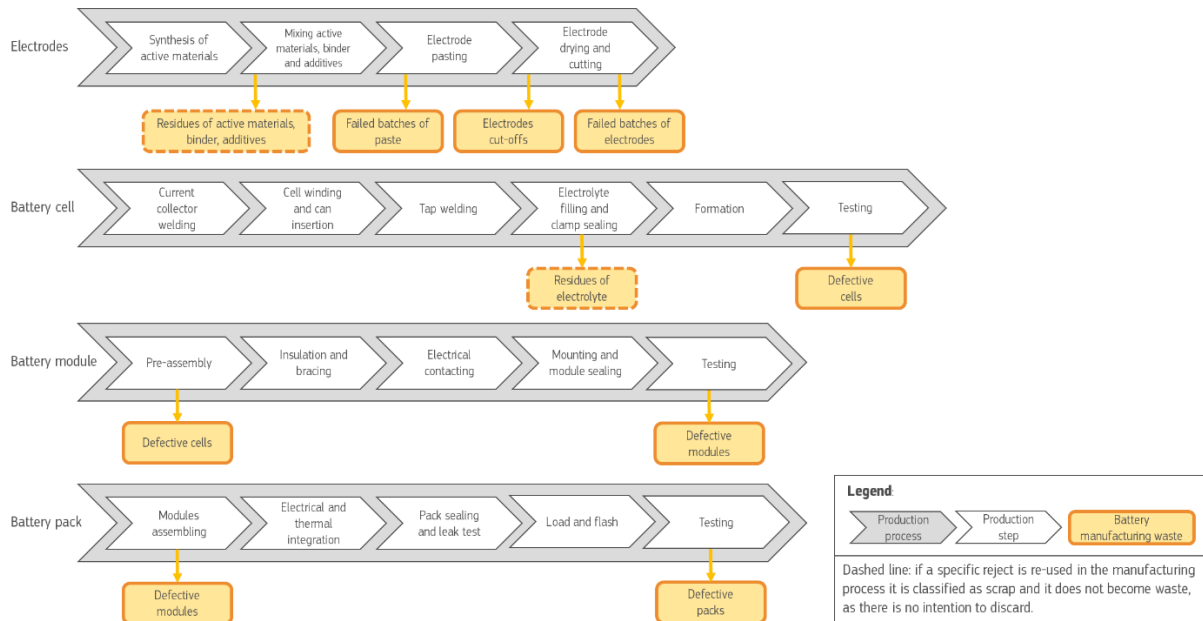 Electrodes
Synthesis of
active materials
Mixing active
materials, binder
and additives
Electrode
pasting
Electrode
drying and
cutting
Residues of active materials,
binder, additives
Failed batches of
paste
Electrodes
cut-offs
Failed batches of
electrodes
Battery cell
Current
collector
welding
Cell winding
and can
insertion
Tap welding
Electrolyte
filling and
clamp sealing
Formation
Testing
Residues of
electrolyte
Defective
cells
Battery module
Pre-assembly
Insulation and
bracing
Electrical
contacting
Mounting and
module sealing
Testing
Defective cells
Defective
modules
Battery pack
Modules
assembling
Electrical and
thermal
integration
Pack sealing
and leak test
Load and flash
Testing
Defective
modules
Defective
packs
Legend:
Production
process
Production
step
Battery
manufacturing waste
Dashed line: if a specific reject is re-used in the manufacturing
process it is classified as scrap and it does not become waste,
as there is no intention to discard.